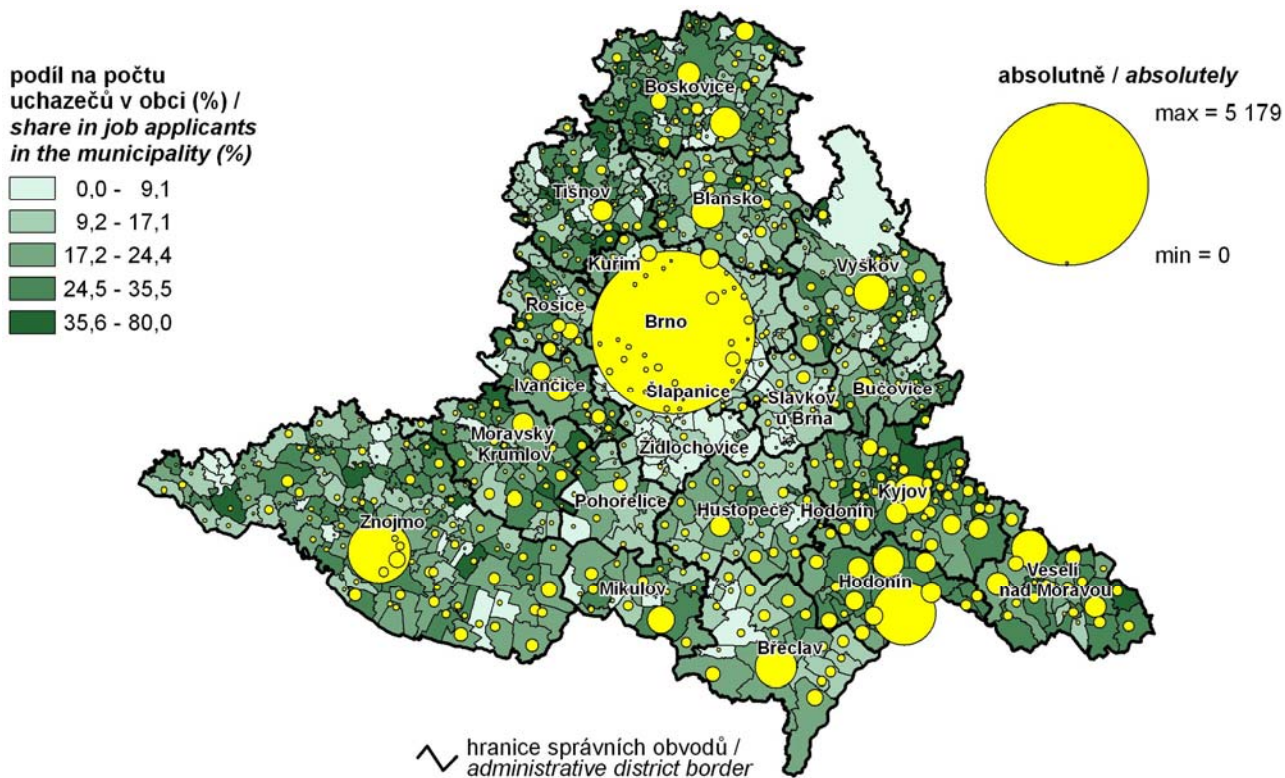 podíl na počtu
uchazečů v obci (%) /
share in job applicants
in the municipality (%)
0,0 - 9,1
9,2 - 17,1
17,2 - 24,4
24,5 - 35,5
35,6 - 80,0
absolutně / absolutely
max = 5 179
min = 0
Boskovice
Tišnov
Blansko
Kuřim
Vyškov
Rosice
Brno
Ivančice
Šlapanice
Slavkov
u Brna
Bučovice
Moravský
Krumlov
Židlochovice
Pohořelice
Hustopeče
Hodonín
Kyjov
Znojmo
Mikulov
Hodonín
Veselí
nad Moravou
Břeclav
hranice správních obvodů /
administrative district border